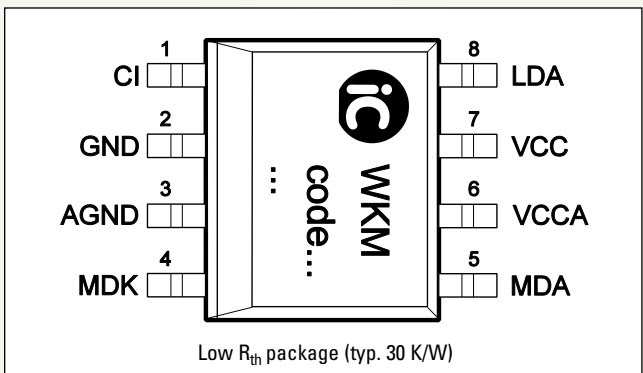 1 8
CI LDA
2 7
GND VCC
3 6
AGND VCCA
4 5
MDK MDA
iC
WKM
code...
...
Low Rth package (typ. 30 K/W)